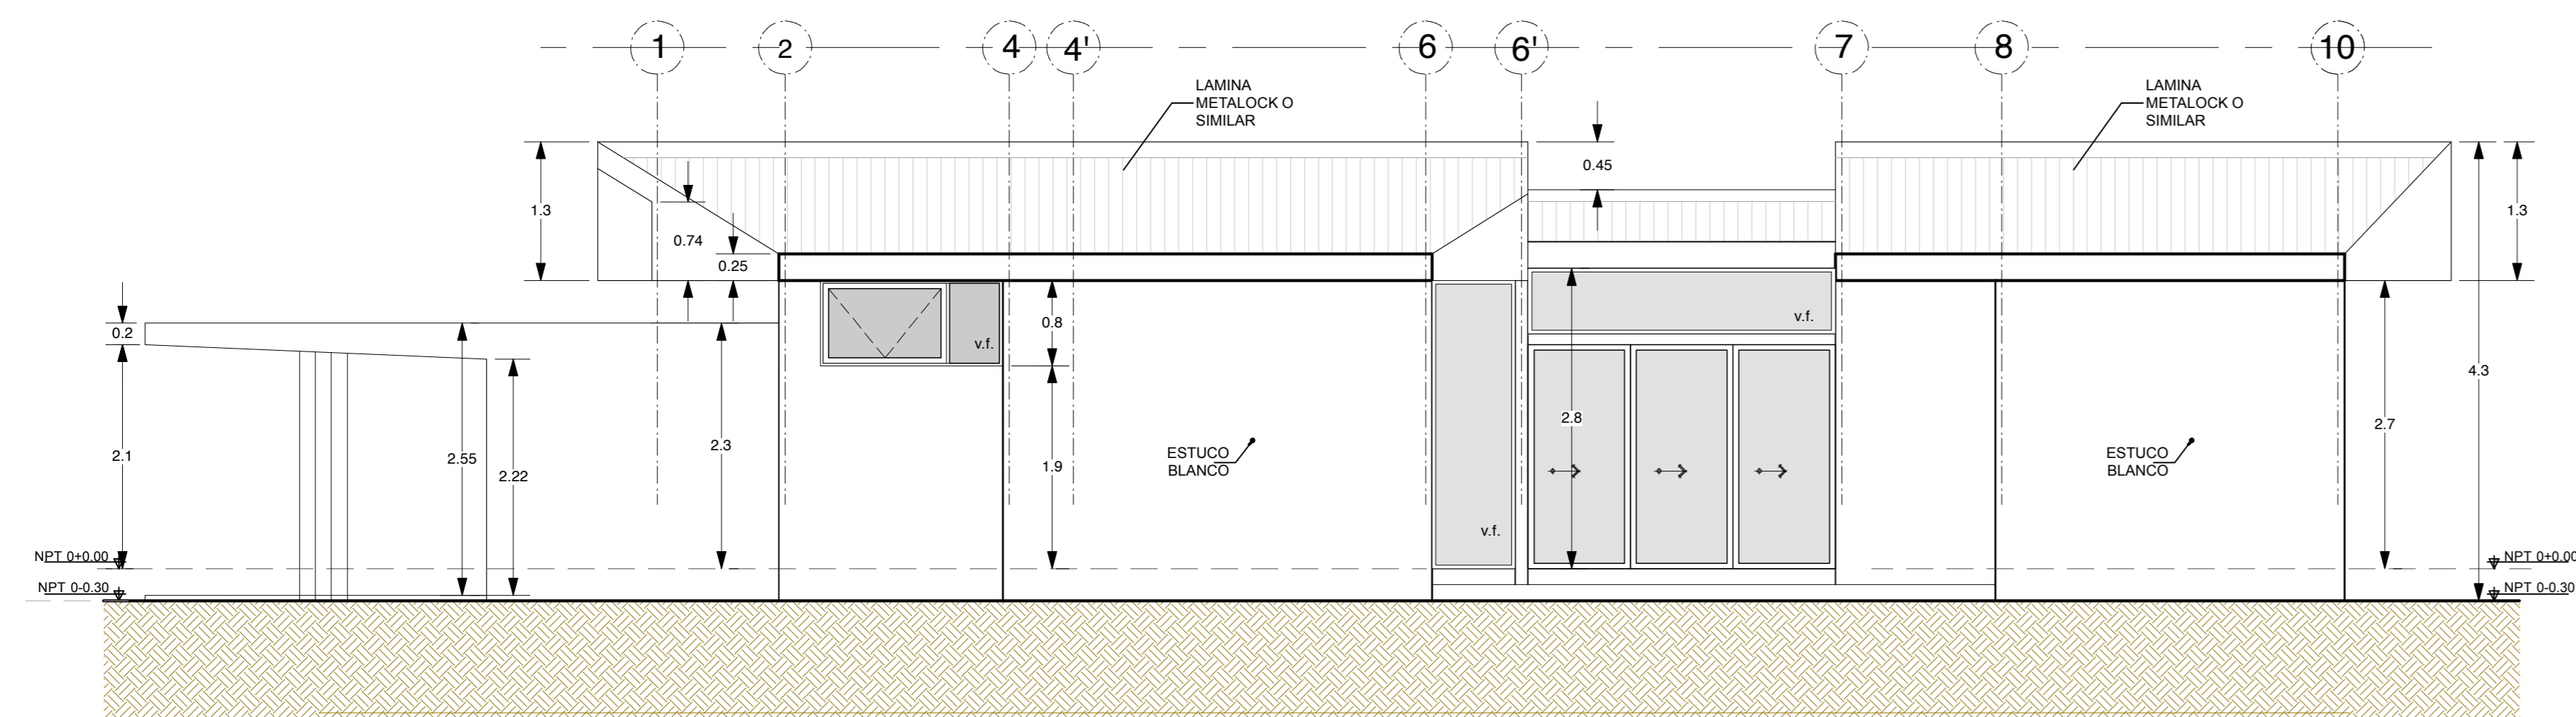 1 2 4 4' 6 6' 7 8 10
LAMINA
METALOCK O
SIMILAR
LAMINA
METALOCK O
SIMILAR
0.45
1.3
1.3
0.74
0.25
0.2
0.8
v.f.
v.f.
4.3
2.8
2.7
2.3
2.1
2.55
1.9
2.22
ESTUCO
BLANCO
ESTUCO
BLANCO
v.f.
NPT 0+0.00
NPT 0+0.00
NPT 0-0.30
NPT 0-0.30